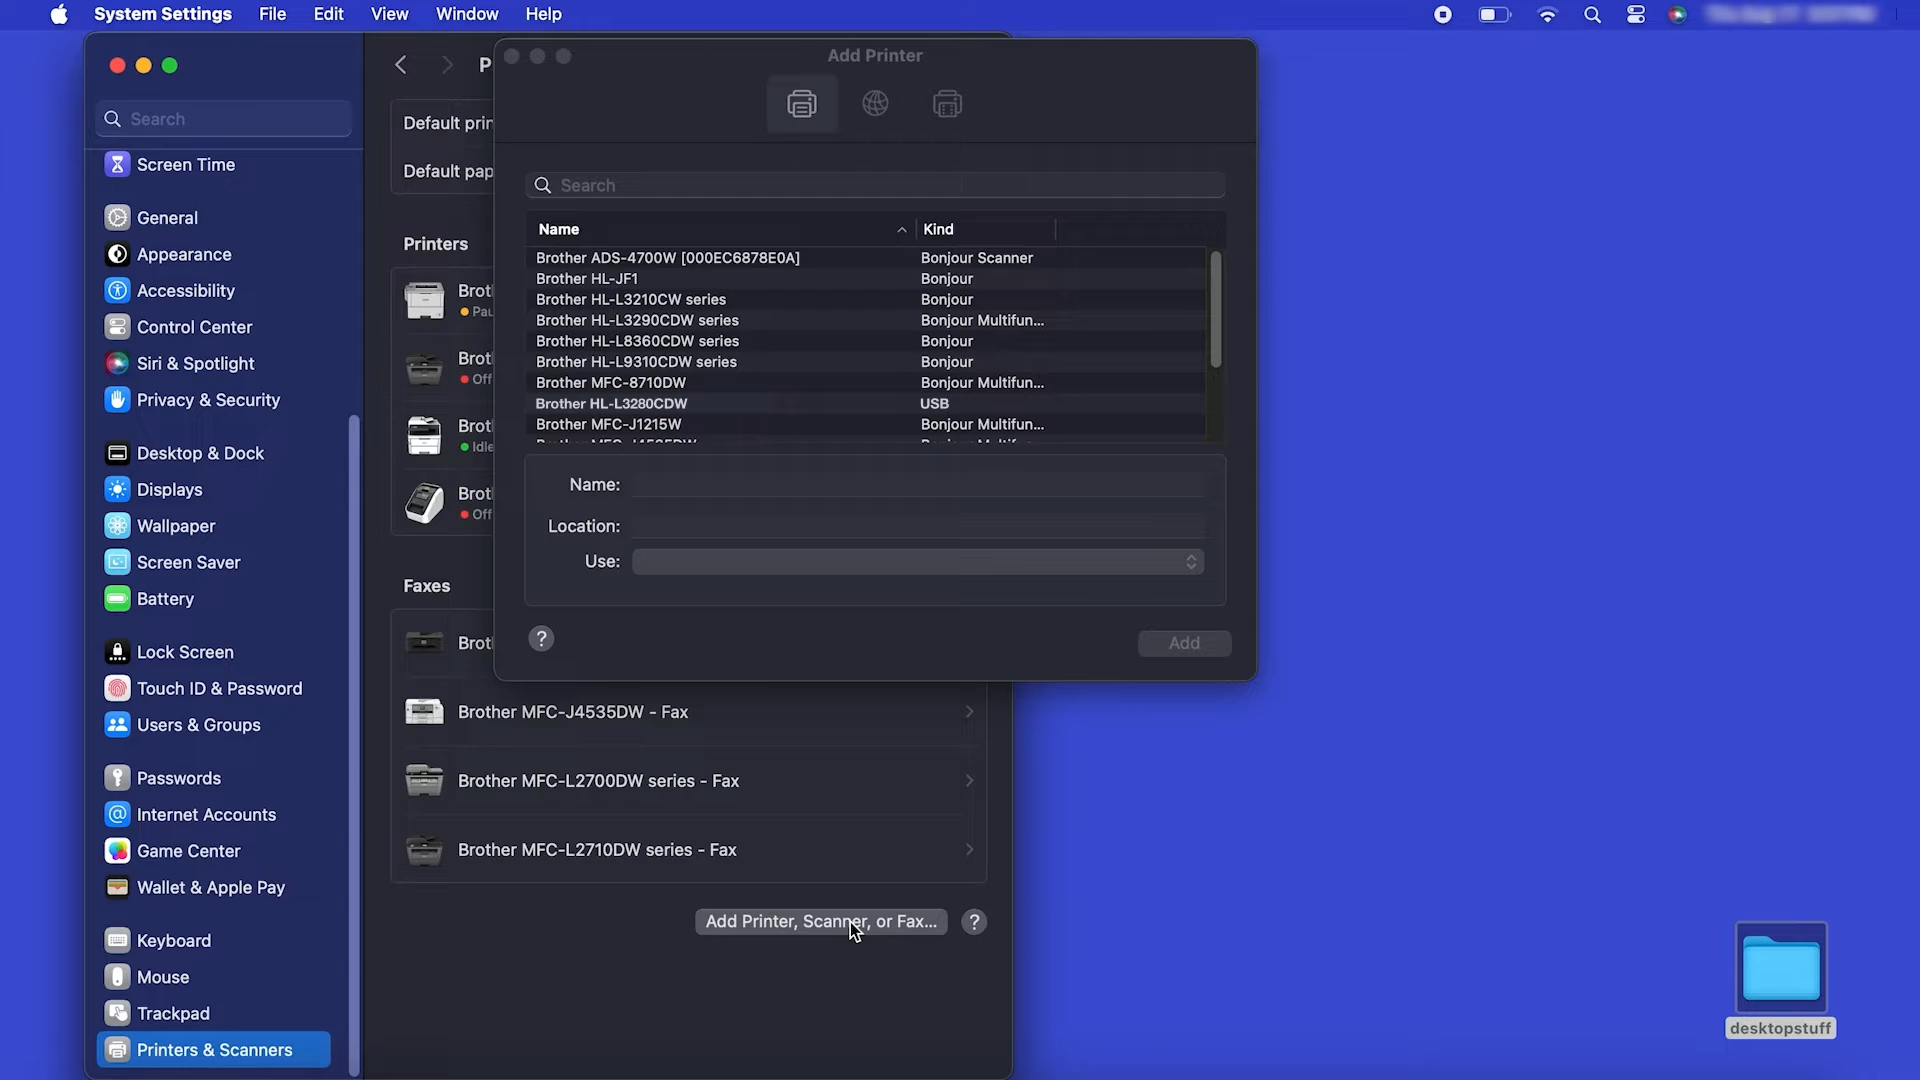 System Settings File Edit View Window Help
Search
Screen Time
General
Appearance
Accessibility
Control Center
Siri & Spotlight
Privacy & Security
Desktop & Dock
Displays
Wallpaper
Screen Saver
Battery
Lock Screen
Touch ID & Password
Users & Groups
Passwords
Internet Accounts
Game Center
Wallet & Apple Pay
Keyboard
Mouse
Trackpad
Printers & Scanners
P
Default prin
Default pap
Printers
Brot
Pau
Brot
Off
Brot
Idle
Brot
Off
Faxes
Brot
Brother MFC-J4535DW - Fax
Brother MFC-L2700DW series - Fax
Brother MFC-L2710DW series - Fax
Add Printer, Scanner, or Fax... ?
Add Printer
Search
Name Kind
Brother ADS-4700W [000EC6878E0A] Bonjour Scanner
Brother HL-JF1 Bonjour
Brother HL-L3210CW series Bonjour
Brother HL-L3290CDW series Bonjour Multifun...
Brother HL-L8360CDW series Bonjour
Brother HL-L9310CDW series Bonjour
Brother MFC-8710DW Bonjour Multifun...
Brother HL-L3280CDW USB
Brother MFC-J1215W Bonjour Multifun...
Name:
Location:
Use:
? Add
desktopstuff